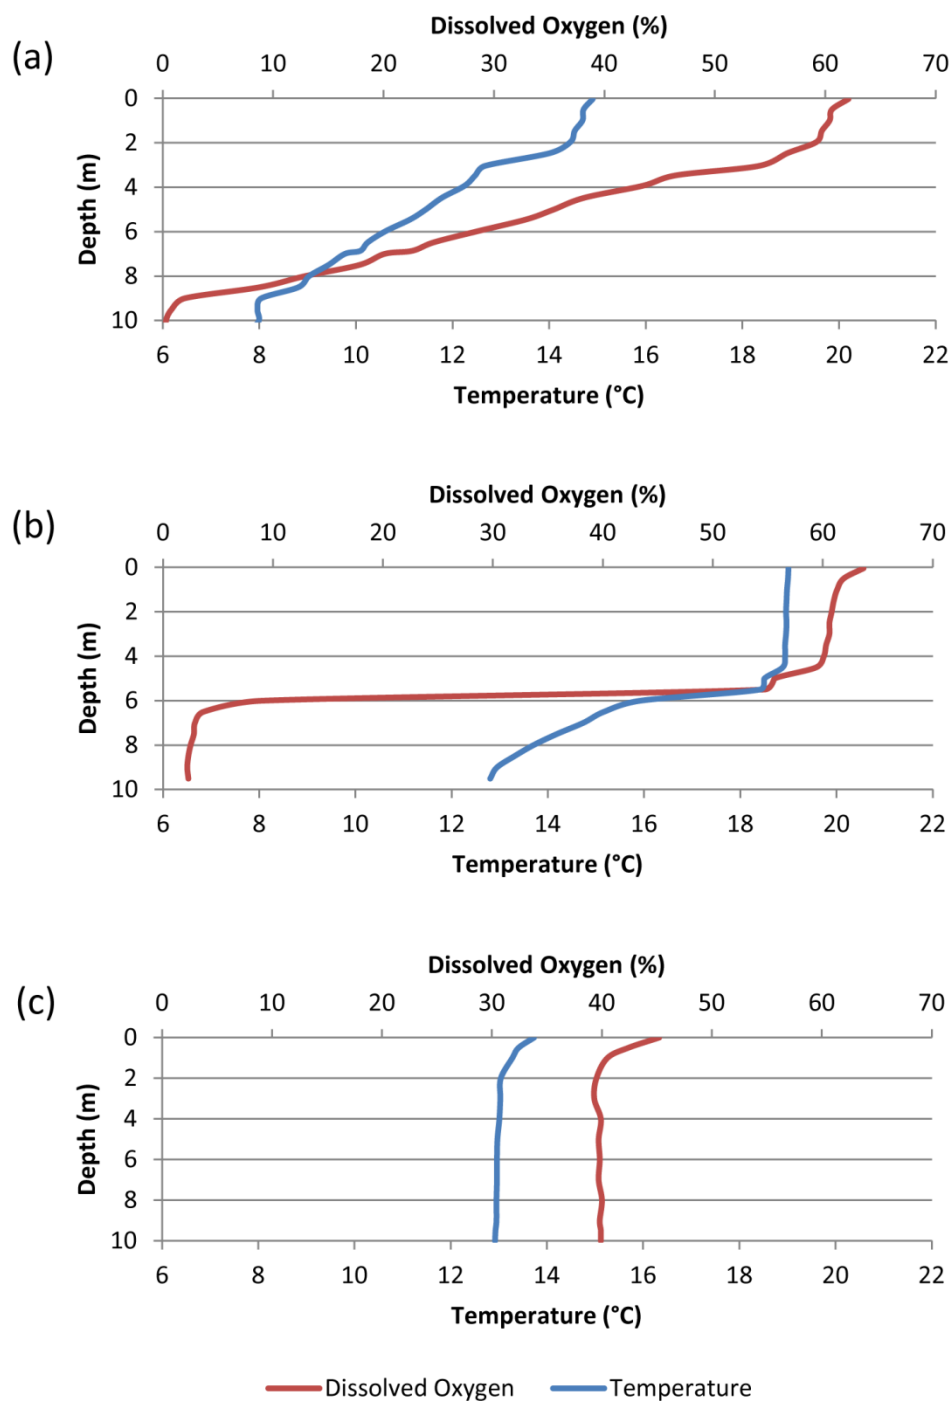 Dissolved Oxygen (%)
(a)
0 10 20 30 40 50 60 70
0
2
4
6
8
10
Depth (m)
6 8 10 12 14 16 18 20 22
Temperature (°C)
Dissolved Oxygen (%)
(b)
0 10 20 30 40 50 60 70
0
2
4
6
8
10
Depth (m)
6 8 10 12 14 16 18 20 22
Temperature (°C)
Dissolved Oxygen (%)
(c)
0 10 20 30 40 50 60 70
0
2
4
6
8
10
Depth (m)
6 8 10 12 14 16 18 20 22
Temperature (°C)
Dissolved Oxygen Temperature